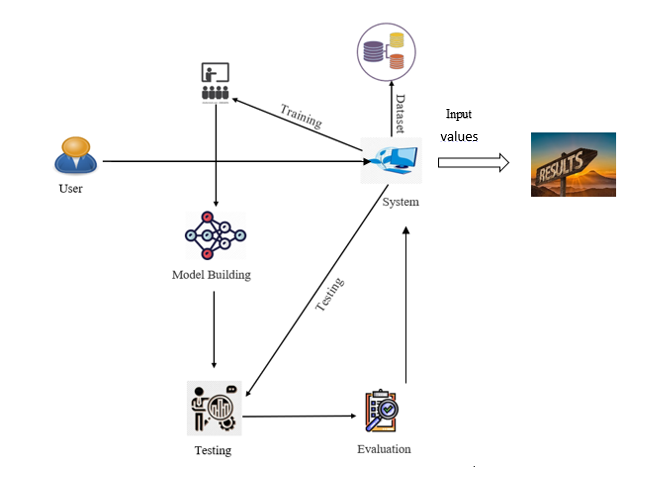 Training
Dataset
Input
values
RESULTS
User
System
Model Building
Testing
Testing
Evaluation